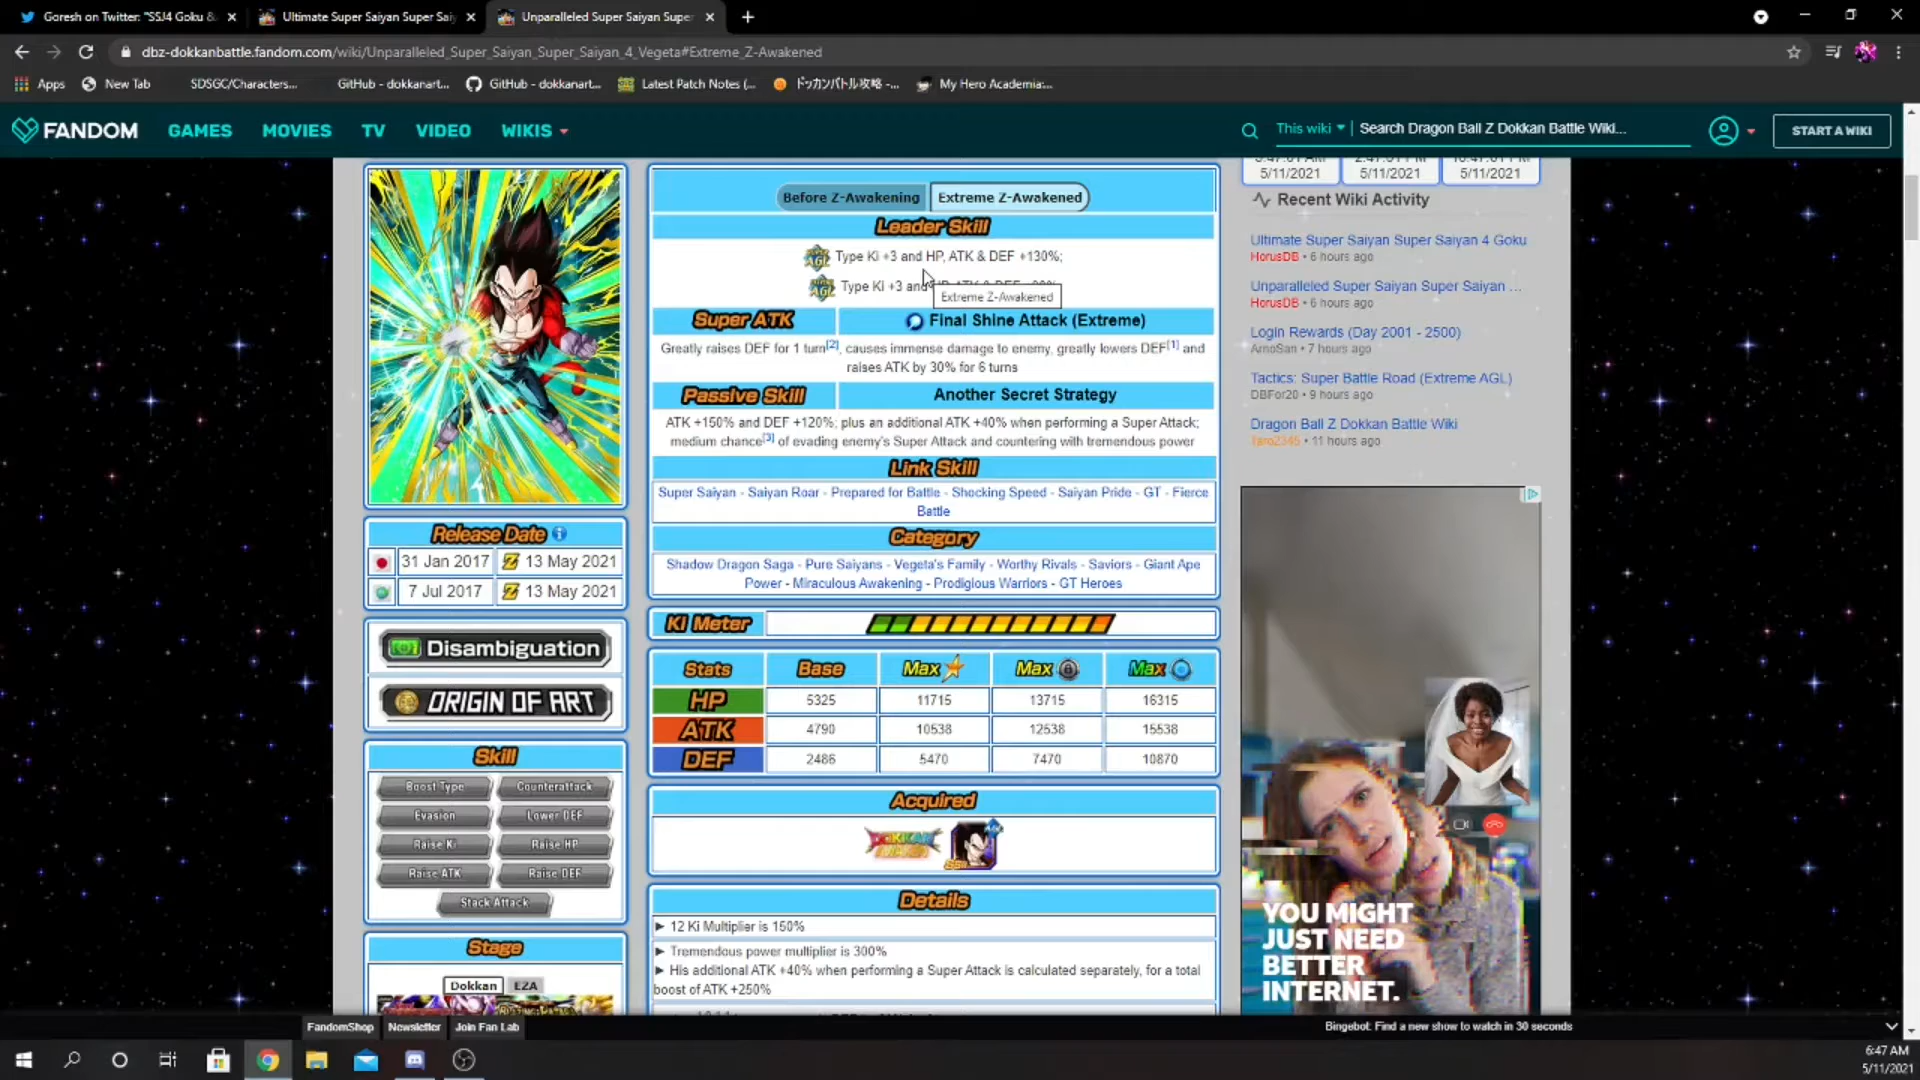 Goresh on Twitter: "SSJ4 Goku &
Ultimate Super Saiyan Super Sai
Unparalleled Super Saiyan Super
dbz-dokkanbattle.fandom.com/wiki/Unparalleled_Super_Saiyan_Super_Saiyan_4_Vegeta#Extreme_Z-Awakened
Apps New Tab SDSGC/Characters... GitHub - dokkanart... GitHub - dokkanart... Latest Patch Notes (... ドッカンバトル攻略 -... My Hero Academia:...
FANDOM GAMES MOVIES TV VIDEO WIKIS
This wiki Search Dragon Ball Z Dokkan Battle Wiki... START A WIKI
5/11/2021 5/11/2021 5/11/2021
Recent Wiki Activity
Ultimate Super Saiyan Super Saiyan 4 Goku
HorusDB • 6 hours ago
Unparalleled Super Saiyan Super Saiyan ...
HorusDB • 6 hours ago
Login Rewards (Day 2001 - 2500)
ArnoSan • 7 hours ago
Tactics: Super Battle Road (Extreme AGL)
DBFor20 • 9 hours ago
Dragon Ball Z Dokkan Battle Wiki
Taro2345 • 11 hours ago
Before Z-Awakening Extreme Z-Awakened
Leader Skill
Type Ki +3 and HP, ATK & DEF +130%;
Type Ki +3 and
Extreme Z-Awakened
Super ATK Final Shine Attack (Extreme)
Greatly raises DEF for 1 turn[2], causes immense damage to enemy, greatly lowers DEF[1] and
raises ATK by 30% for 6 turns
Passive Skill Another Secret Strategy
ATK +150% and DEF +120%; plus an additional ATK +40% when performing a Super Attack;
medium chance[3] of evading enemy's Super Attack and countering with tremendous power
Link Skill
Super Saiyan - Saiyan Roar - Prepared for Battle - Shocking Speed - Saiyan Pride - GT - Fierce
Battle
Category
Shadow Dragon Saga - Pure Saiyans - Vegeta's Family - Worthy Rivals - Saviors - Giant Ape
Power - Miraculous Awakening - Prodigious Warriors - GT Heroes
Ki Meter
Stats Base Max Max Max
HP 5325 11715 13715 16315
ATK 4790 10538 12538 15538
DEF 2486 5470 7470 10870
Acquired
Details
► 12 Ki Multiplier is 150%
► Tremendous power multiplier is 300%
► His additional ATK +40% when performing a Super Attack is calculated separately, for a total
boost of ATK +250%
Release Date
31 Jan 2017 13 May 2021
7 Jul 2017 13 May 2021
Disambiguation
ORIGIN OF ART
Skill
Boost Type Counterattack
Evasion Lower DEF
Raise Ki Raise HP
Raise ATK Raise DEF
Stack Attack
Stage
Dokkan EZA
YOU MIGHT
JUST NEED
BETTER
INTERNET.
FandomShop Newsletter Join Fan Lab
Bingebot: Find a new show to watch in 30 seconds
6:47 AM
5/11/2021